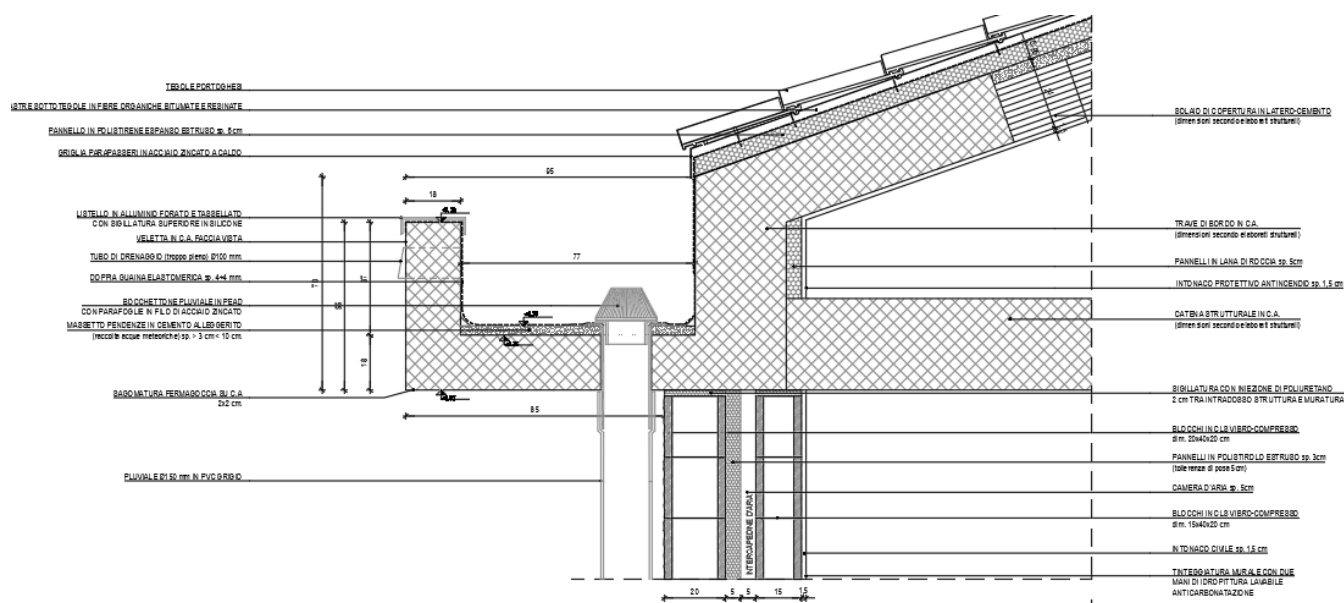 TEGOLE PORTOGHESI
SOTTOTEGOLE IN FIBRE ORGANICHE BITUMATE E RESINATE
PANNELLO IN POLISTIRENE ESPANSO ESTRUSO sp. 6cm
GRIGLIA PARAPASSERI IN ACCIAIO ZINCATO A CALDO
LISTELLO IN ALLUMINIO FORATO E TASSELLATO
CON SIGILLATURA SUPERIORE IN SILICONE
VELETTA IN C.A. FACCIA VISTA
TUBO DI DRENAGGIO (troppo pieno) Ø100 mm
DOPPIA GUAINA ELASTOMERICA sp. 4+4 mm
BOCCHETTONE PLUVIALE IN PEAD
CON PARAFOGLIE IN FILO DI ACCIAIO ZINCATO
MASSETTO PENDENZE IN CEMENTO ALLEGGERITO
(raccolta acque meteoriche) sp. > 3 cm < 10 cm
SAGOMATURA FERMAGOCCIA SU C.A
2x2 cm
PLUVIALE Ø150 mm IN PVC GRIGIO
95
18
77
18
85
INTERCAPEDINE D'ARIA
20 5 5 15 1,5
SOLAIO DI COPERTURA IN LATERO-CEMENTO
(dimensioni secondo elaborati strutturali)
TRAVE DI BORDO IN C.A.
(dimensioni secondo elaborati strutturali)
PANNELLI IN LANA DI ROCCIA sp. 5cm
INTONACO PROTETTIVO ANTINCENDIO sp. 1,5 cm
CATENA STRUTTURALE IN C.A.
(dimensioni secondo elaborati strutturali)
SIGILLATURA CON INIEZIONE DI POLIURETANO
2 cm TRA INTRADOSSO STRUTTURA E MURATURA
BLOCCHI IN CLS VIBRO-COMPRESSO
dim. 20x40x20 cm
PANNELLI IN POLISTIROLO ESTRUSO sp. 3cm
(tolleranza di posa 5cm)
CAMERA D'ARIA sp. 5cm
BLOCCHI IN CLS VIBRO-COMPRESSO
dim. 15x40x20 cm
INTONACO CIVILE sp. 1,5 cm
TINTEGGIATURA MURALE CON DUE
MANI DI IDROPITTURA LAVABILE
ANTICARBONATAZIONE